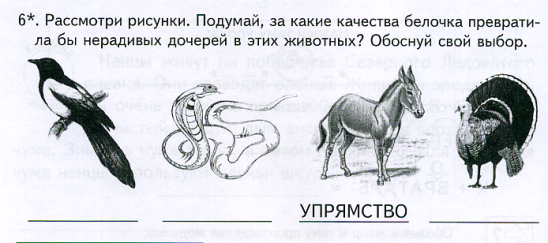 6*. Рассмотри рисунки. Подумай, за какие качества белочка преврати-
ла бы нерадивых дочерей в этих животных? Обоснуй свой выбор.
УПРЯМСТВО